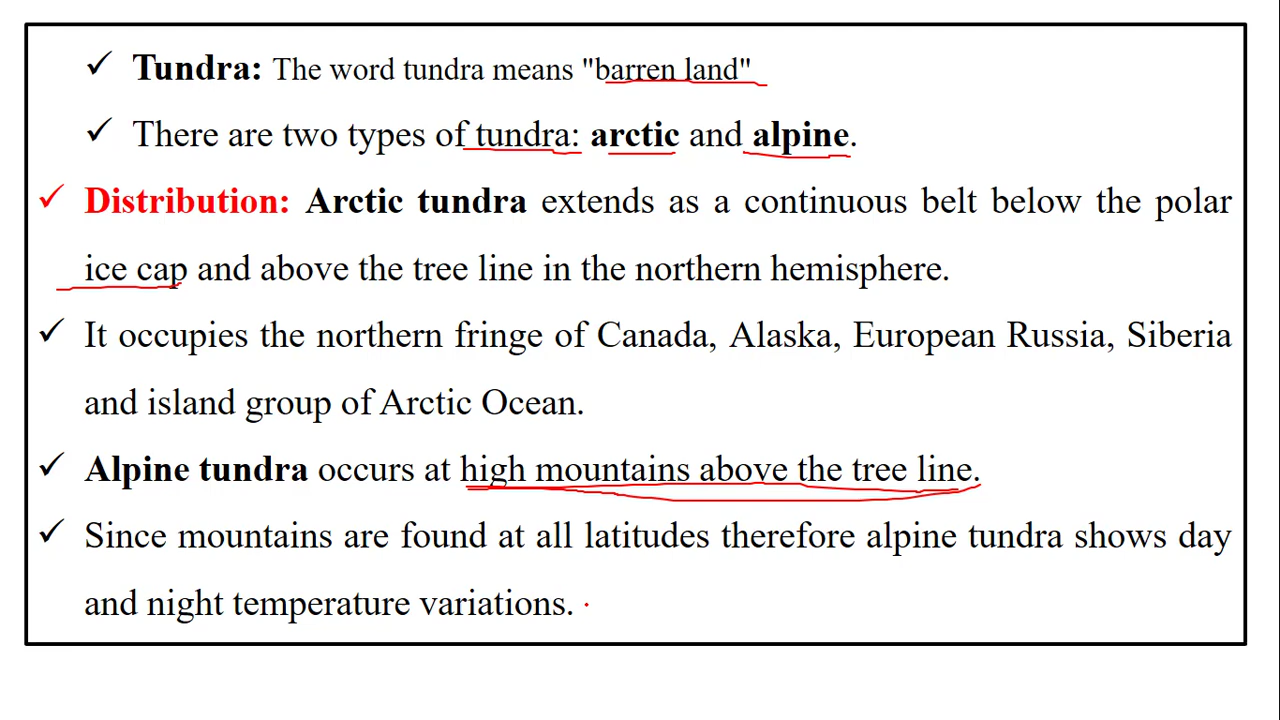 ✓ Tundra: The word tundra means "barren land"
✓ There are two types of tundra: arctic and alpine.
✓ Distribution: Arctic tundra extends as a continuous belt below the polar
ice cap and above the tree line in the northern hemisphere.
✓ It occupies the northern fringe of Canada, Alaska, European Russia, Siberia
and island group of Arctic Ocean.
✓ Alpine tundra occurs at high mountains above the tree line.
✓ Since mountains are found at all latitudes therefore alpine tundra shows day
and night temperature variations.